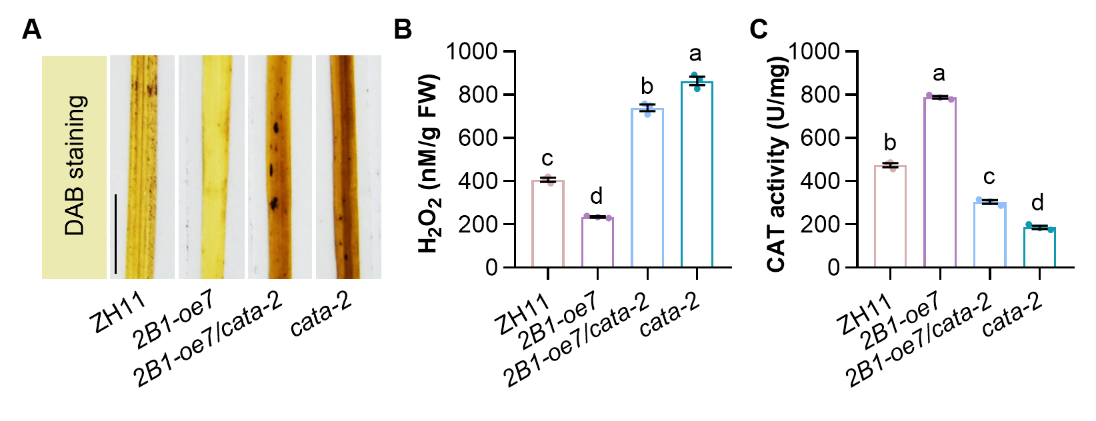 A
DAB staining
ZH11
2B1-oe7
2B1-oe7/cata-2
cata-2
B
H2O2 (nM/g FW)
1000
800
600
400
200
0
c
d
b
a
ZH11
2B1-oe7
2B1-oe7/cata-2
cata-2
C
CAT activity (U/mg)
1000
800
600
400
200
0
b
a
c
d
ZH11
2B1-oe7
2B1-oe7/cata-2
cata-2